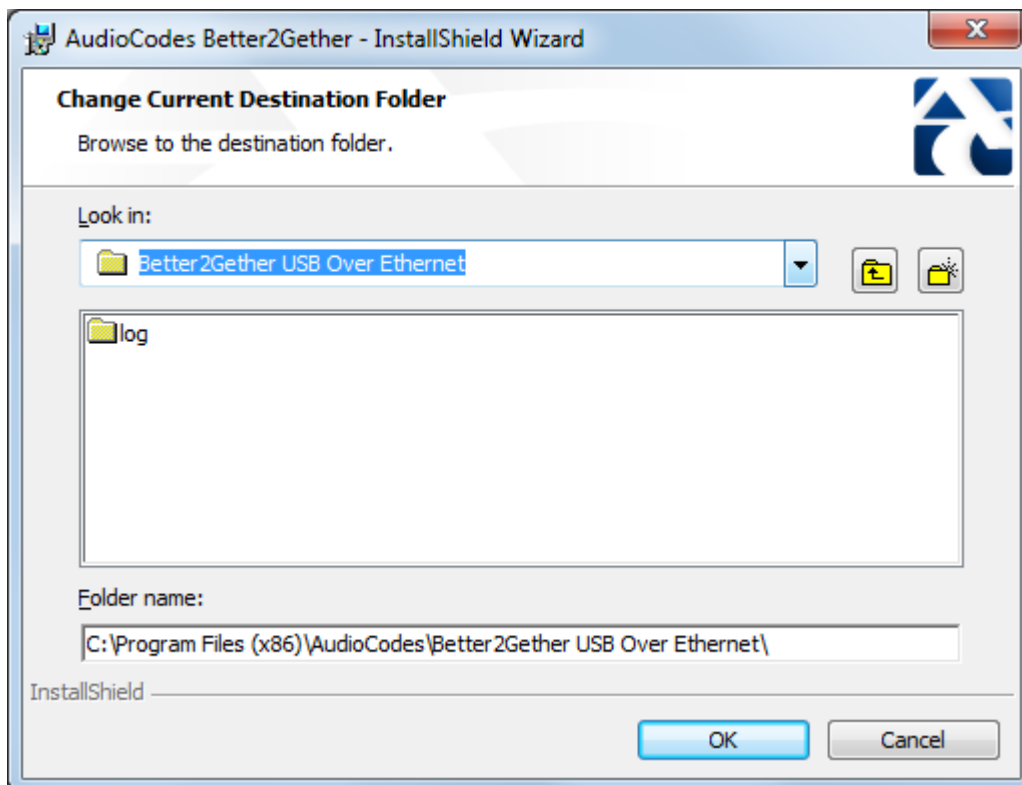 AudioCodes Better2Gether - InstallShield Wizard
Change Current Destination Folder
Browse to the destination folder.
Look in:
Better2Gether USB Over Ethernet
log
Folder name:
C:\Program Files (x86)\AudioCodes\Better2Gether USB Over Ethernet\
InstallShield
OK Cancel